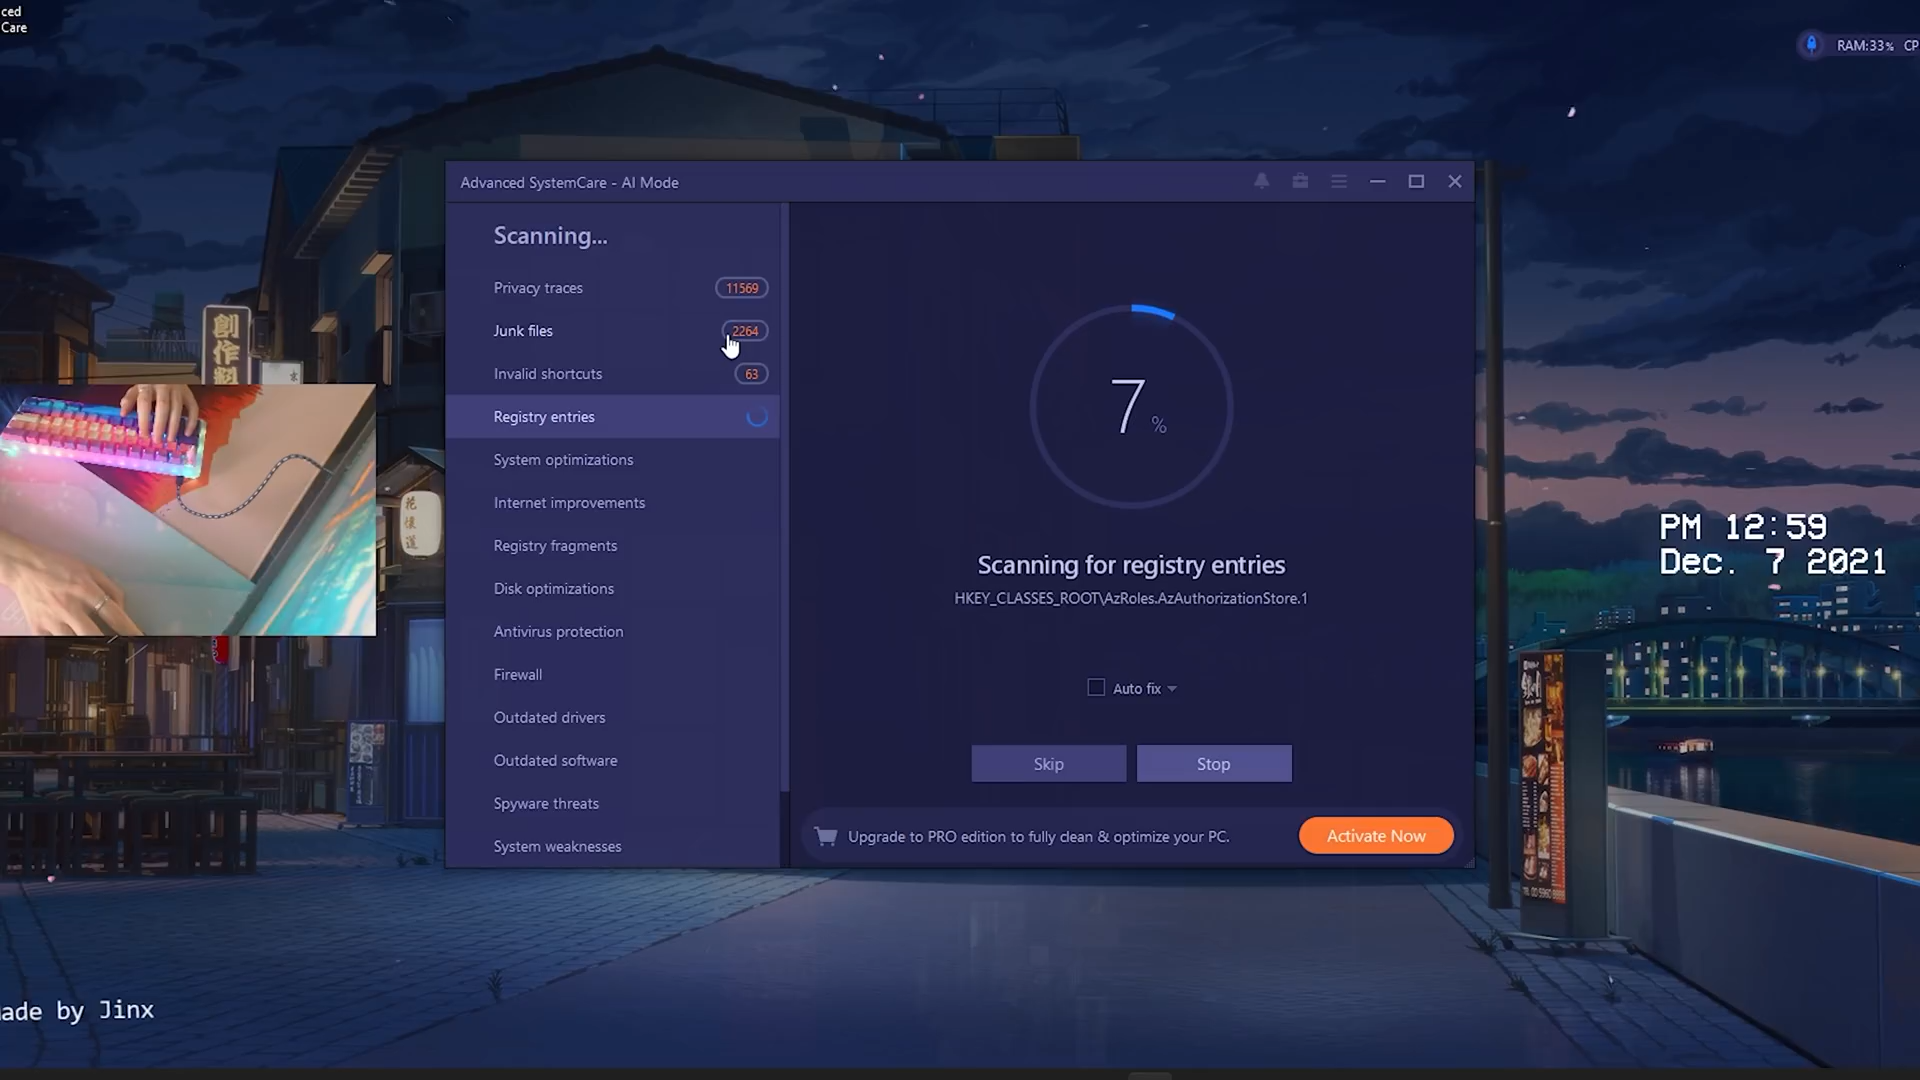 ced
Care
RAM:33% CP
Advanced SystemCare - AI Mode
Scanning...
Privacy traces 11569
Junk files 2264
Invalid shortcuts 63
Registry entries
System optimizations
Internet improvements
Registry fragments
Disk optimizations
Antivirus protection
Firewall
Outdated drivers
Outdated software
Spyware threats
System weaknesses
7 %
Scanning for registry entries
HKEY_CLASSES_ROOT\AzRoles.AzAuthorizationStore.1
Auto fix
Skip
Stop
Upgrade to PRO edition to fully clean & optimize your PC.
Activate Now
PM 12:59
Dec. 7 2021
創
作
料
ade by Jinx